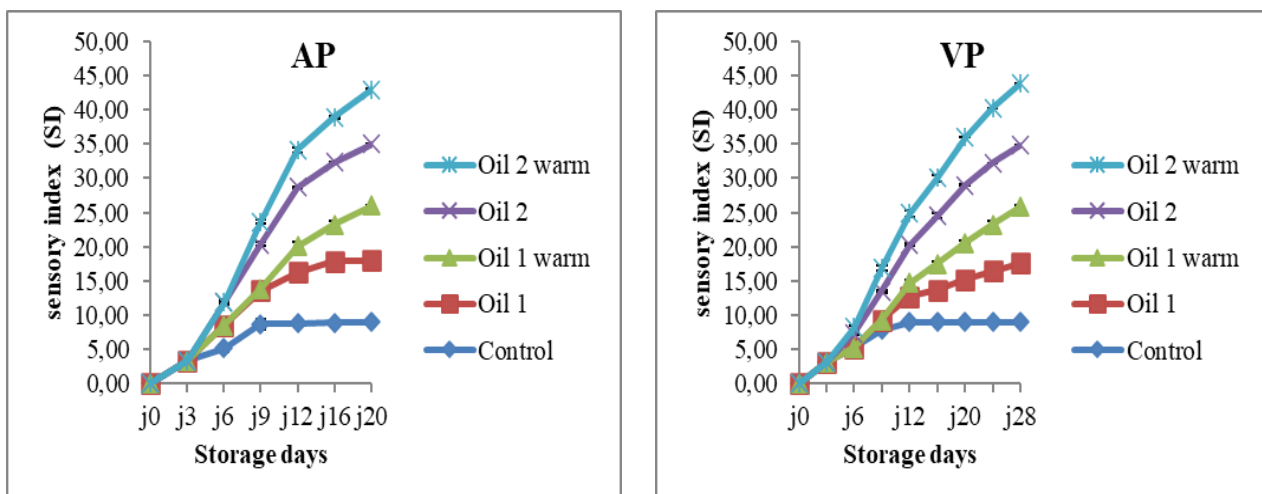 AP
sensory index (SI)
50,00
45,00
40,00
35,00
30,00
25,00
20,00
15,00
10,00
5,00
0,00
j0 j3 j6 j9 j12 j16 j20
Storage days
Oil 2 warm
Oil 2
Oil 1 warm
Oil 1
Control
VP
sensory index (SI)
50,00
45,00
40,00
35,00
30,00
25,00
20,00
15,00
10,00
5,00
0,00
j0 j6 j12 j20 j28
Storage days
Oil 2 warm
Oil 2
Oil 1 warm
Oil 1
Control